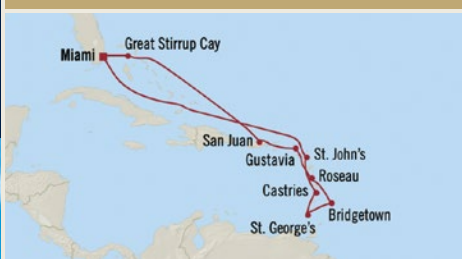 Great Stirrup Cay
Miami
San Juan
St. John's
Gustavia
Roseau
Castries
Bridgetown
St. George's